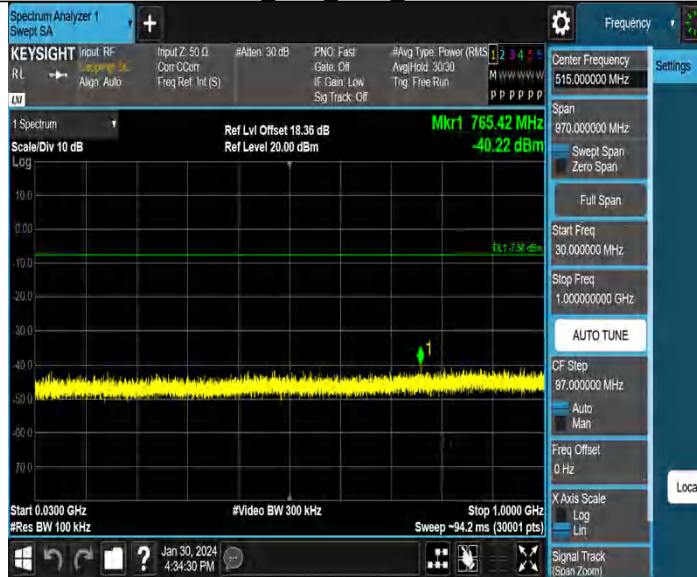 Spectrum Analyzer 1
Swept SA
+
Frequency
KEYSIGHT
RL
LXI
Input: RF
Coupling: DC
Align: Auto
Input Z: 50 Ω
Corr CCorr
Freq Ref: Int (S)
#Atten: 30 dB
PNO: Fast
Gate: Off
IF Gain: Low
Sig Track: Off
#Avg Type: Power (RMS)
Avg|Hold: 30/30
Trig: Free Run
1 2 3 4 5 6
M W W W W W
P P P P P P
1 Spectrum
Scale/Div 10 dB
Log
Ref Lvl Offset 18.36 dB
Ref Level 20.00 dBm
Mkr1 765.42 MHz
-40.22 dBm
10.0
0.00
-10.0
-20.0
-30.0
-40.0
-50.0
-60.0
-70.0
DL1 -7.58 dBm
1
Start 0.0300 GHz
#Res BW 100 kHz
#Video BW 300 kHz
Stop 1.0000 GHz
Sweep ~94.2 ms (30001 pts)
Center Frequency
515.000000 MHz
Settings
Span
970.000000 MHz
Swept Span
Zero Span
Full Span
Start Freq
30.000000 MHz
Stop Freq
1.000000000 GHz
AUTO TUNE
CF Step
97.000000 MHz
Auto
Man
Freq Offset
0 Hz
X Axis Scale
Log
Lin
Loca
Signal Track
(Span Zoom)
?
Jan 30, 2024
4:34:30 PM